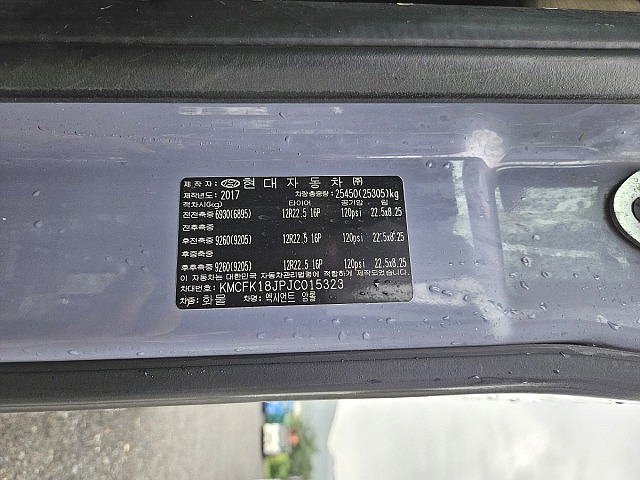 제 작 자 : 현 대 자 동 차 ㈜
제작년도 : 2017 차량총중량 : 25450(25305)kg
적차시(kg) 타이어 공기압 림
전전축중 6930(6895) 12R22.5 16P 120psi 22.5x8.25
전후축중
후전축중 9260(9205) 12R22.5 16P 120psi 22.5x8.25
후후축중 9260(9205) 12R22.5 16P 120psi 22.5x8.25
이 자동차는 대한민국 자동차관리법령에 적합하게 제작되었음.
차대번호: KMCFK18JPJC015323
차종: 화물 차명: 엑시언트 암롤